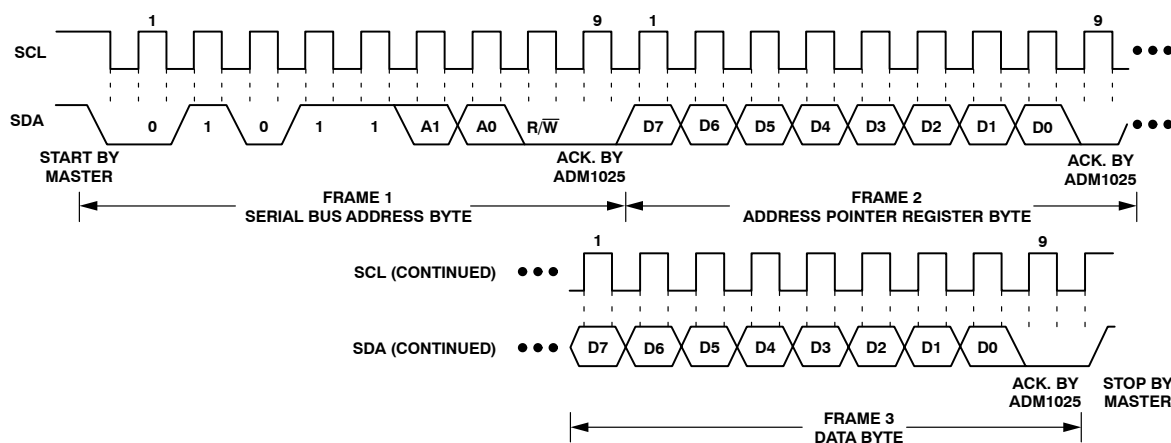 1 9 1 9
SCL
SDA
0 1 0 1 1 A1 A0 R/W̅ D7 D6 D5 D4 D3 D2 D1 D0
START BY
MASTER
ACK. BY
ADM1025
ACK. BY
ADM1025
FRAME 1
SERIAL BUS ADDRESS BYTE
FRAME 2
ADDRESS POINTER REGISTER BYTE
1 9
SCL (CONTINUED)
SDA (CONTINUED)
D7 D6 D5 D4 D3 D2 D1 D0
ACK. BY
ADM1025
STOP BY
MASTER
FRAME 3
DATA BYTE